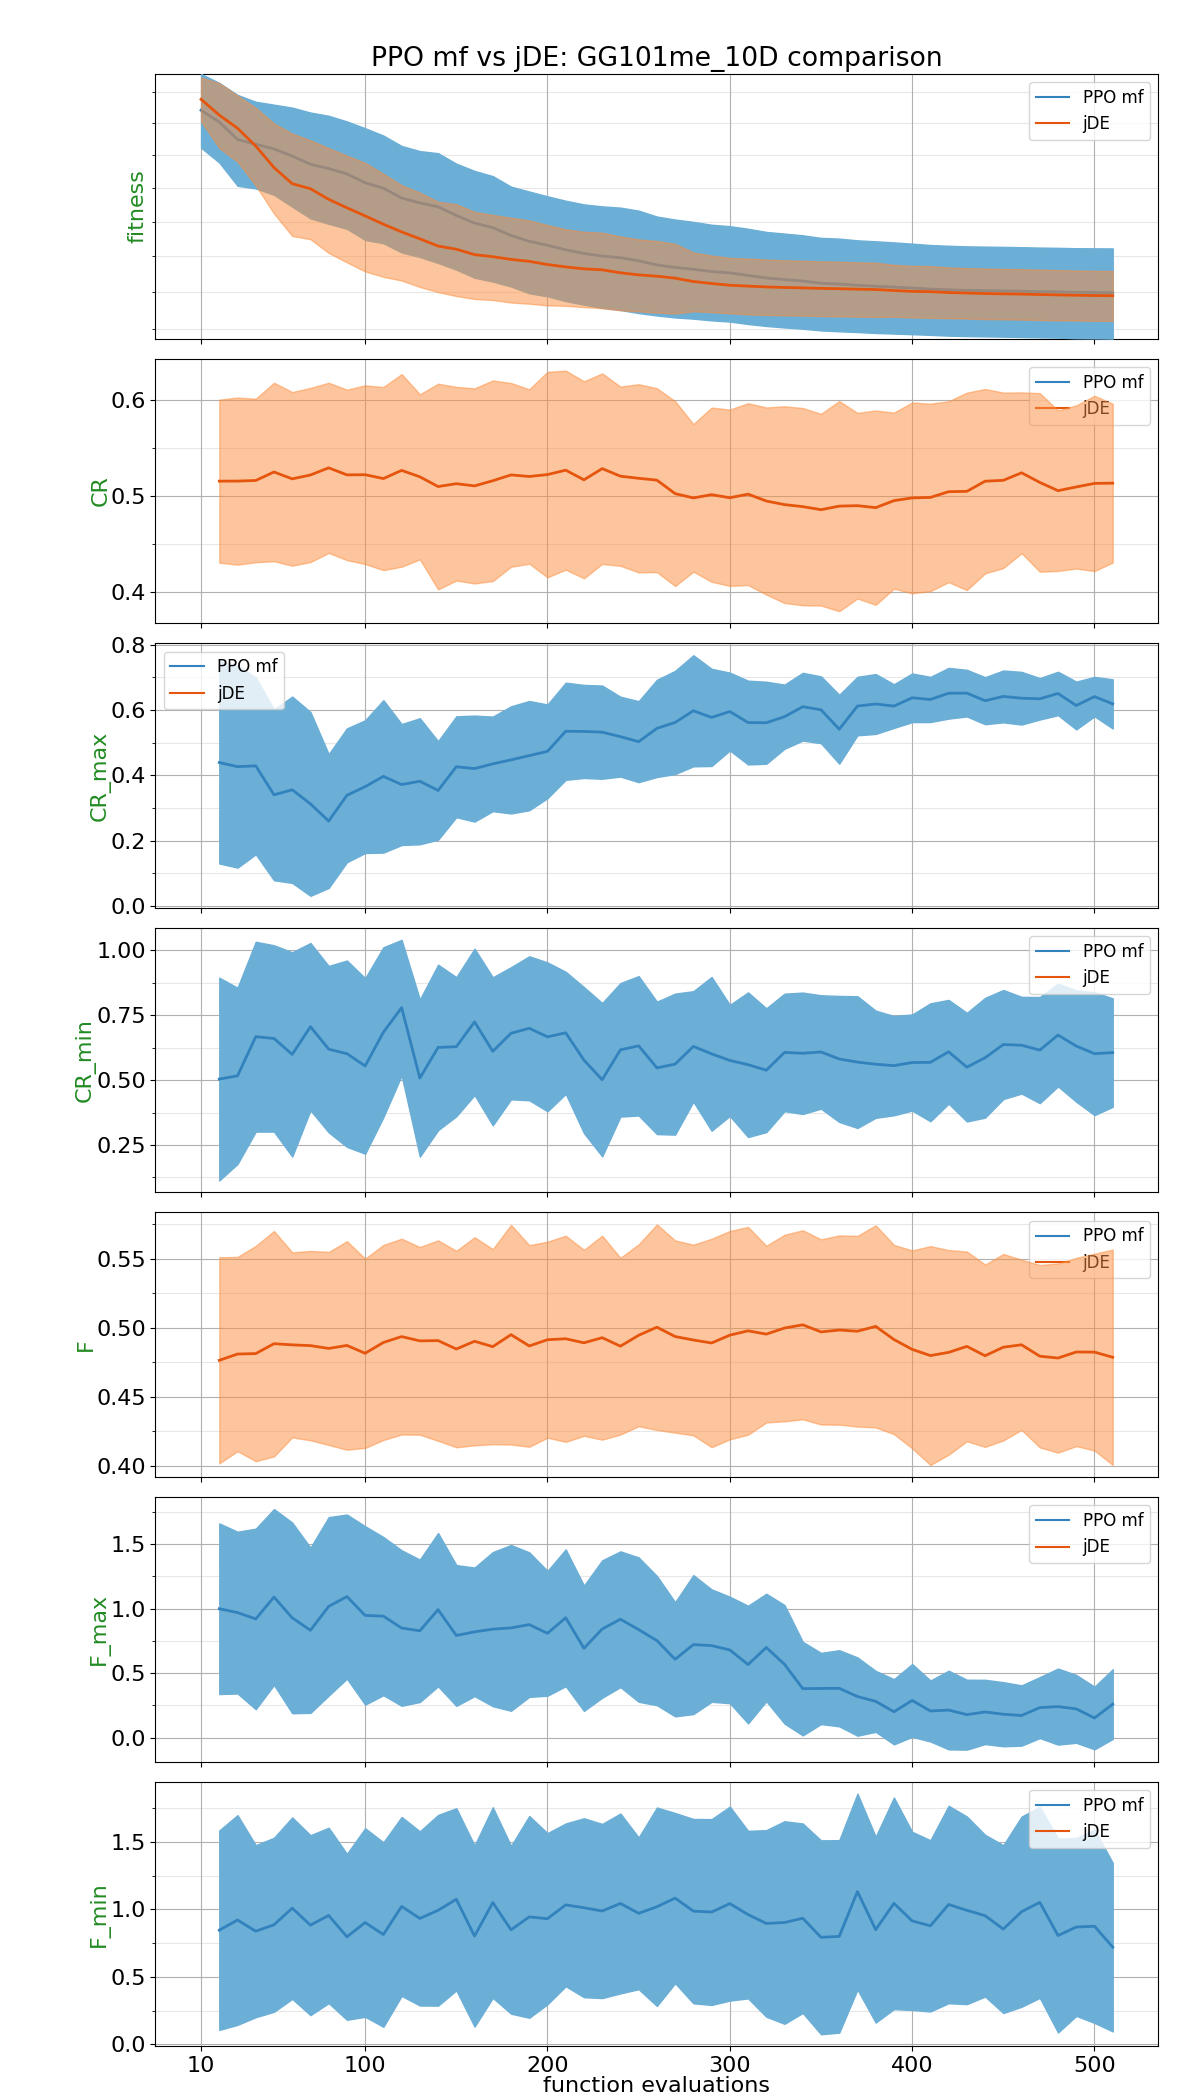 PPO mf vs jDE: GG101me_10D comparison
fitness
PPO mf
jDE
CR
0.6
0.5
0.4
PPO mf
jDE
CR_max
0.8
0.6
0.4
0.2
0.0
PPO mf
jDE
CR_min
1.00
0.75
0.50
0.25
PPO mf
jDE
F
0.55
0.50
0.45
0.40
PPO mf
jDE
F_max
1.5
1.0
0.5
0.0
PPO mf
jDE
F_min
1.5
1.0
0.5
0.0
PPO mf
jDE
10 100 200 300 400 500
function evaluations